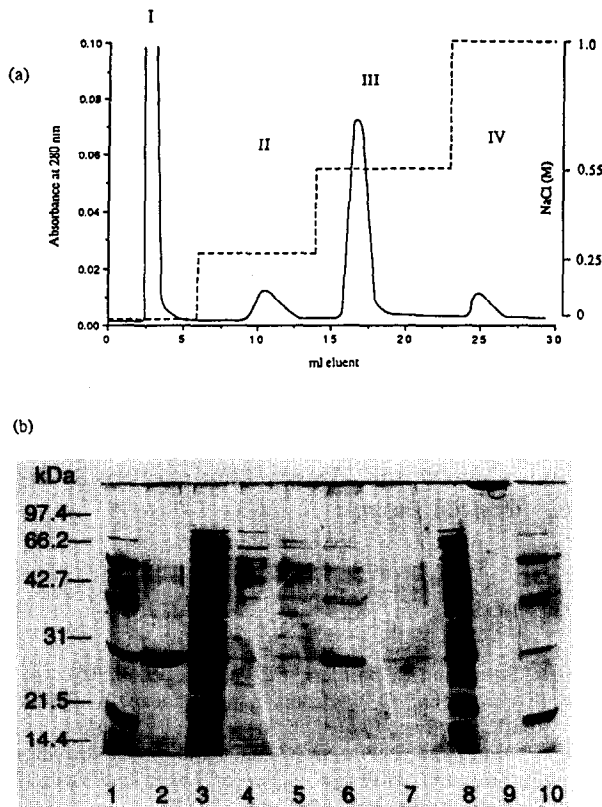 I
(a)
0.10
0.08
0.06
0.04
0.02
0.00
Absorbance at 280 nm
II
III
IV
1.0
0.55
0.25
0
NaCl (M)
0 5 10 15 20 25 30
ml eluent
(b)
kDa
97.4
66.2
42.7
31
21.5
14.4
1 2 3 4 5 6 7 8 9 10